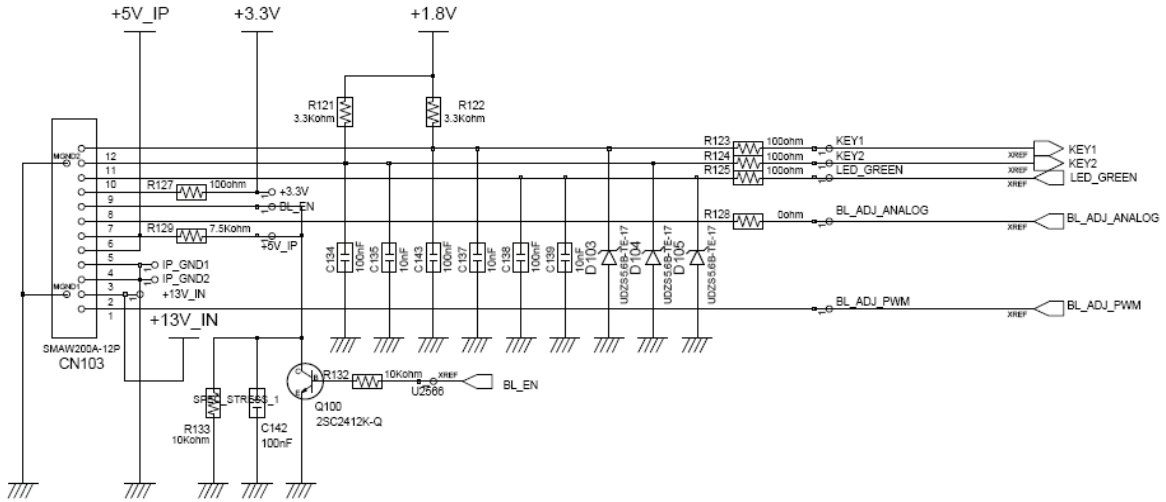 +5V_IP
+3.3V
+1.8V
R121
3.3Kohm
R122
3.3Kohm
MGND2
12
11
10
9
8
7
6
5
4
3
2
1
MGND1
SMAW200A-12P
CN103
R127
100ohm
+3.3V
BL_EN
R129
7.5Kohm
+5V_IP
IP_GND1
IP_GND2
+13V_IN
+13V_IN
C134
100nF
C135
10nF
C143
100nF
C137
10nF
C138
100nF
C139
10nF
D103
UDZS5.6B-TE-17
D104
UDZS5.6B-TE-17
D105
UDZS5.6B-TE-17
R123
100ohm
KEY1
XREF
KEY1
R124
100ohm
KEY2
XREF
KEY2
R125
100ohm
LED_GREEN
XREF
LED_GREEN
R128
0ohm
BL_ADJ_ANALOG
XREF
BL_ADJ_ANALOG
BL_ADJ_PWM
XREF
BL_ADJ_PWM
R133
10Kohm
C142
100nF
C
B
E
Q100
2SC2412K-Q
R132
10Kohm
U2566
XREF
BL_EN